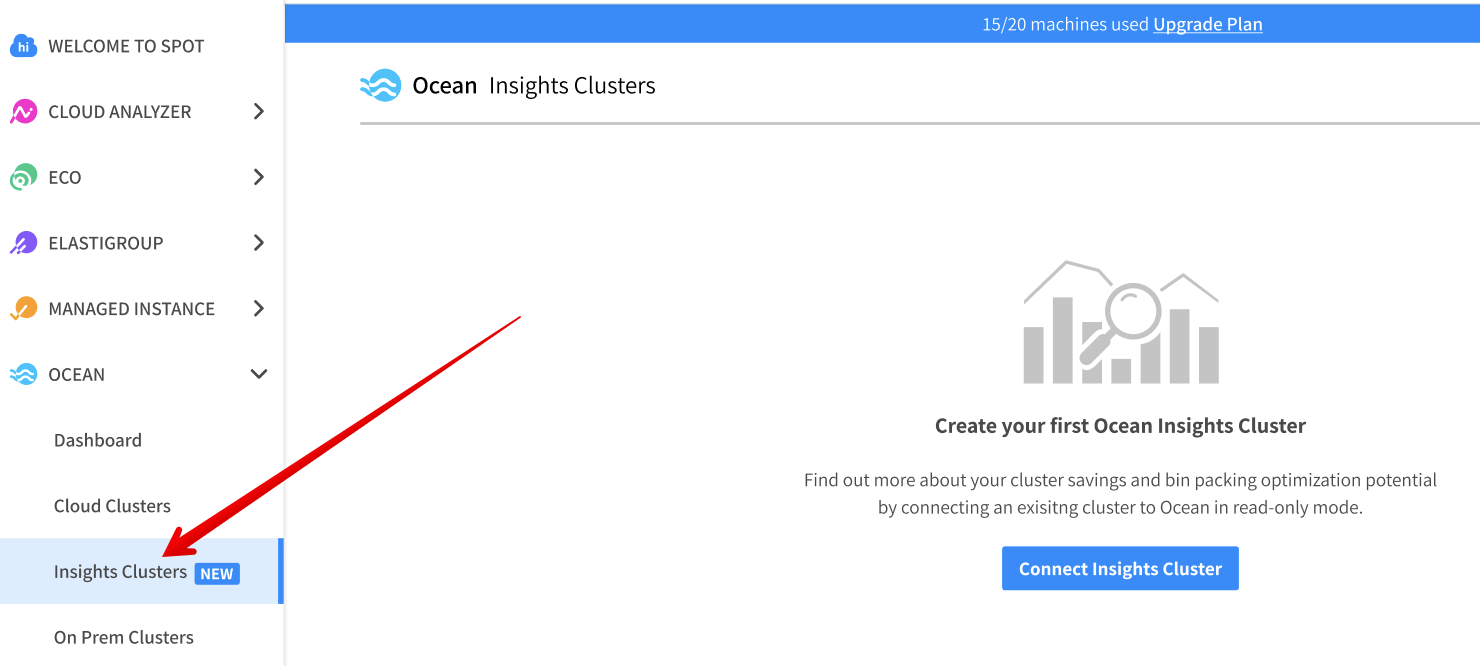 hi WELCOME TO SPOT
CLOUD ANALYZER
ECO
ELASTIGROUP
MANAGED INSTANCE
OCEAN
Dashboard
Cloud Clusters
Insights Clusters NEW
On Prem Clusters
15/20 machines used Upgrade Plan
Ocean Insights Clusters
Create your first Ocean Insights Cluster
Find out more about your cluster savings and bin packing optimization potential
by connecting an exisitng cluster to Ocean in read-only mode.
Connect Insights Cluster